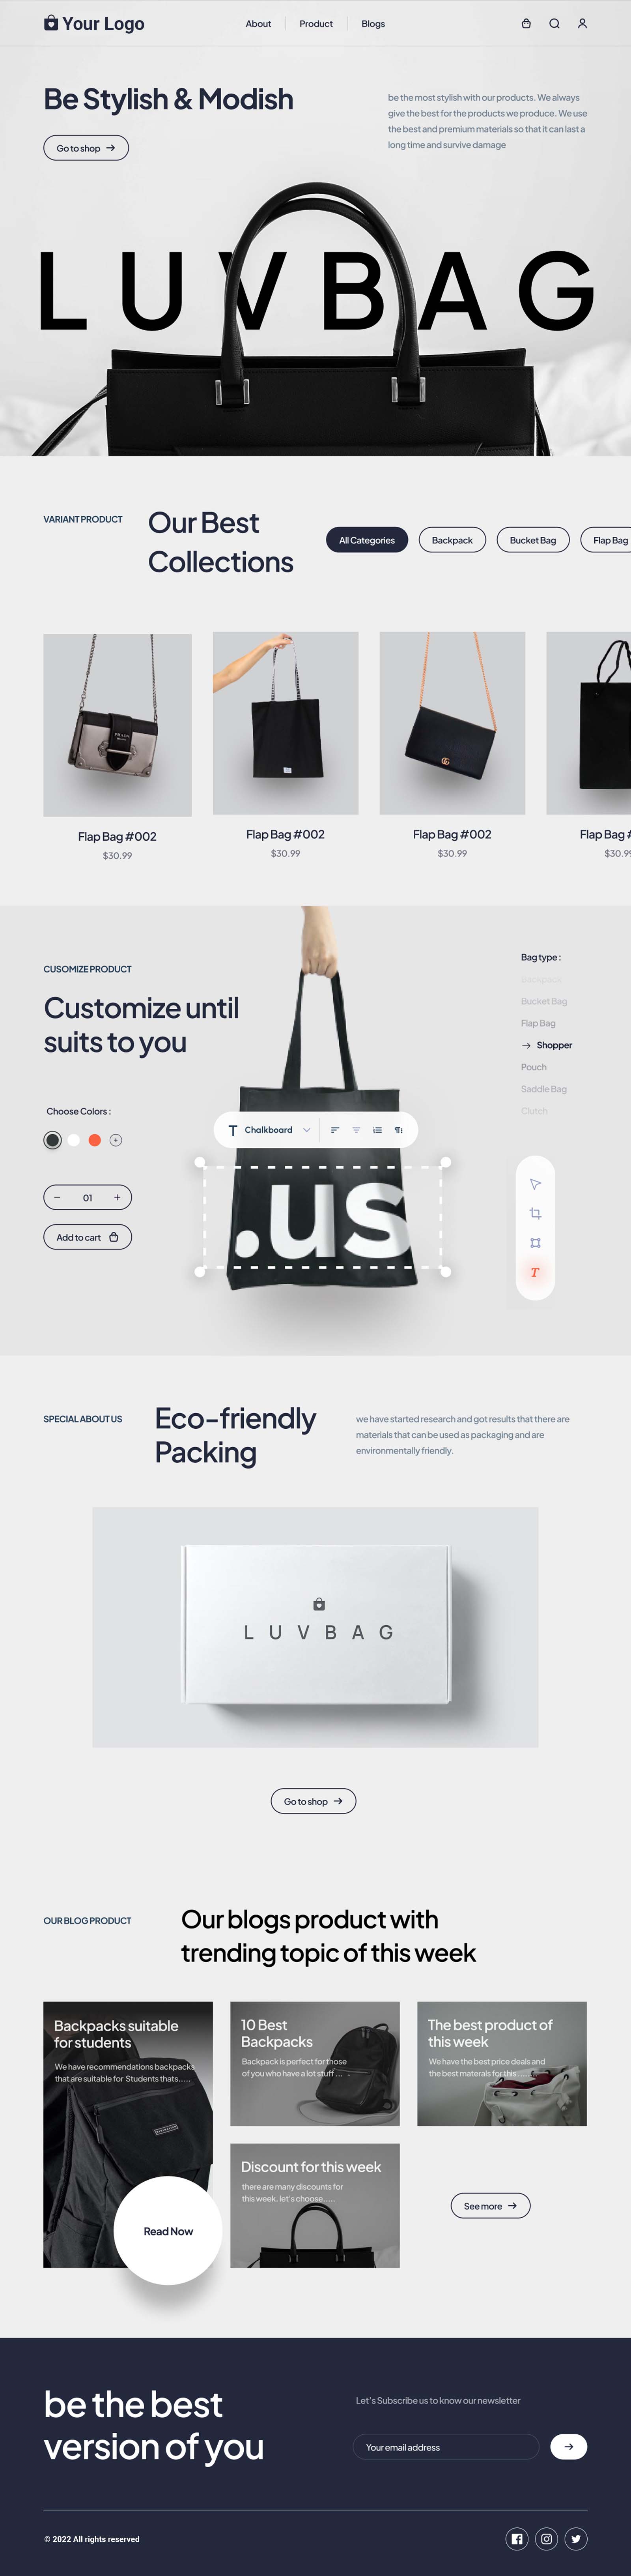 Your Logo
About
Product
Blogs
Be Stylish & Modish
be the most stylish with our products. We always
give the best for the products we produce. We use
the best and premium materials so that it can last a
long time and survive damage
Go to shop
LUVBAG
VARIANT PRODUCT
Our Best
Collections
All Categories
Backpack
Bucket Bag
Flap Bag
PRADA
Flap Bag #002
$30.99
Flap Bag #002
$30.99
Flap Bag #002
$30.99
Flap Bag #
$30.99
CUSOMIZE PRODUCT
Customize until
suits to you
Bag type :
Backpack
Bucket Bag
Flap Bag
Shopper
Pouch
Saddle Bag
Clutch
Choose Colors :
01
Add to cart
T Chalkboard
.us
T
SPECIAL ABOUT US
Eco-friendly
Packing
we have started research and got results that there are
materials that can be used as packaging and are
environmentally friendly.
LUVBAG
Go to shop
OUR BLOG PRODUCT
Our blogs product with
trending topic of this week
Backpacks suitable
for students
We have recommendations backpacks
that are suitable for Students thats.....
Read Now
10 Best
Backpacks
Backpack is perfect for those
of you who have a lot stuff ... .
The best product of
this week
We have the best price deals and
the best materals for this .....
Discount for this week
there are many discounts for
this week. let's choose.....
See more
be the best
version of you
Let's Subscribe us to know our newsletter
Your email address
© 2022 All rights reserved